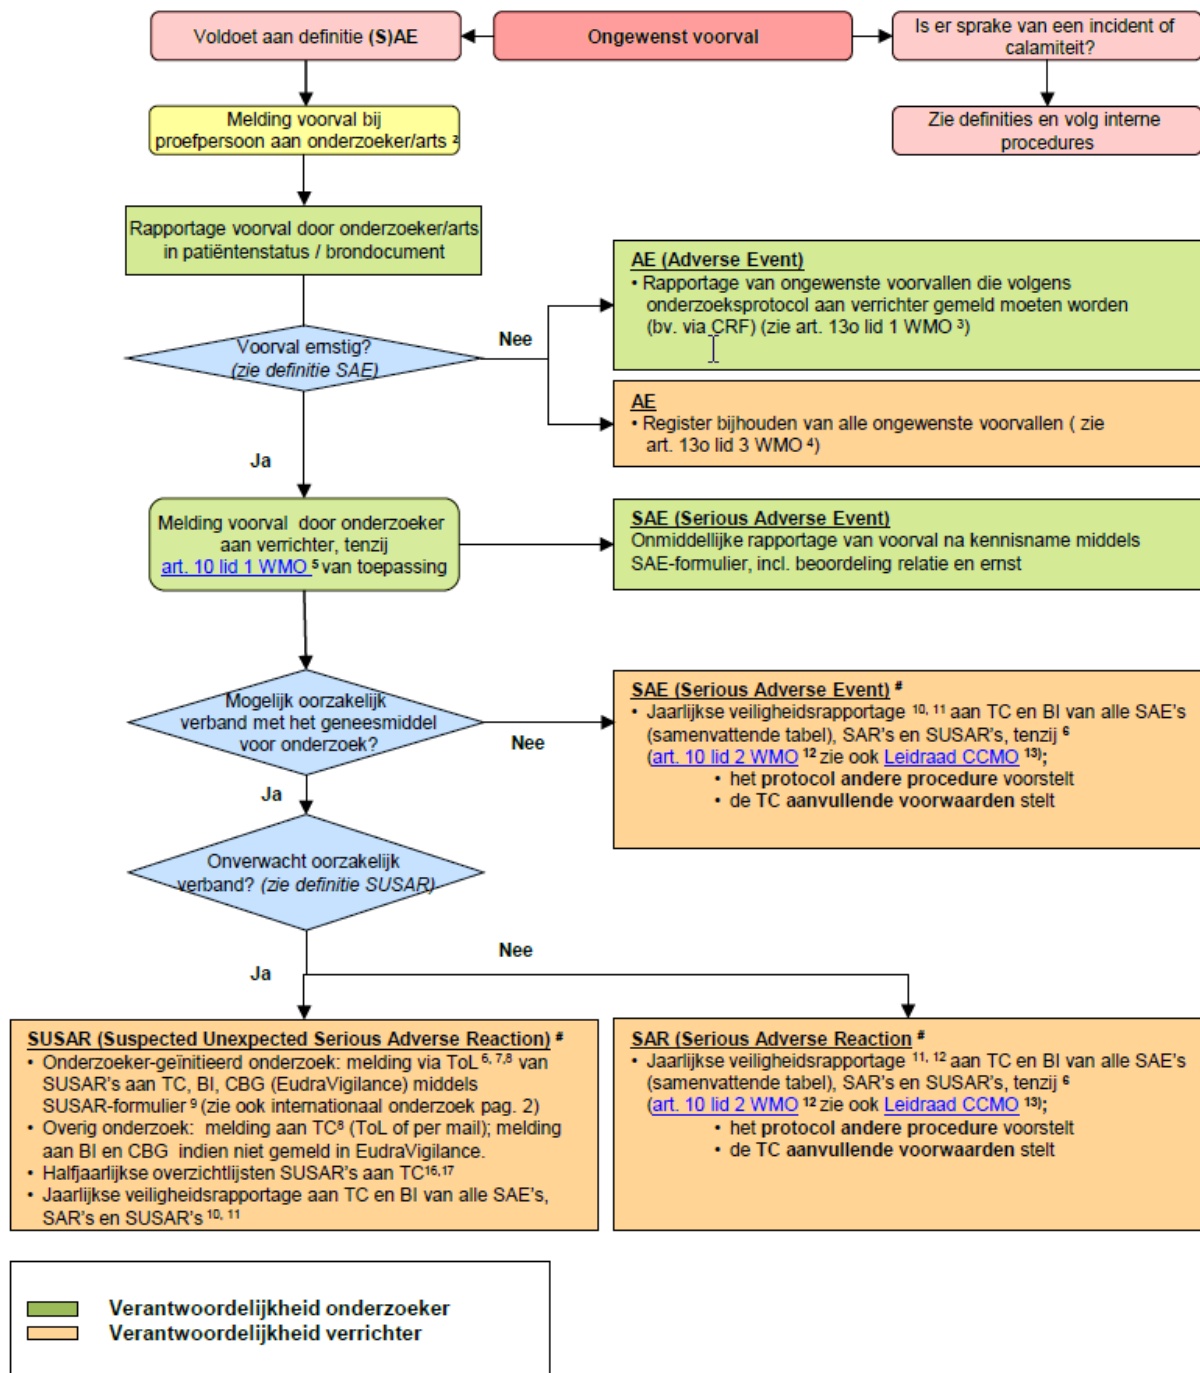 Voldoet aan definitie (S)AE
Ongewenst voorval
Is er sprake van een incident of
calamiteit?
Melding voorval bij
proefpersoon aan onderzoeker/arts ²
Zie definities en volg interne
procedures
Rapportage voorval door onderzoeker/arts
in patiëntenstatus / brondocument
AE (Adverse Event)
• Rapportage van ongewenste voorvallen die volgens
onderzoeksprotocol aan verrichter gemeld moeten worden
(bv. via CRF) (zie art. 13o lid 1 WMO ³)
Voorval ernstig?
(zie definitie SAE)
Nee
AE
• Register bijhouden van alle ongewenste voorvallen ( zie
art. 13o lid 3 WMO ⁴)
Ja
Melding voorval door onderzoeker
aan verrichter, tenzij
art. 10 lid 1 WMO ⁵ van toepassing
SAE (Serious Adverse Event)
Onmiddellijke rapportage van voorval na kennisname middels
SAE-formulier, incl. beoordeling relatie en ernst
Mogelijk oorzakelijk
verband met het geneesmiddel
voor onderzoek?
Nee
SAE (Serious Adverse Event) #
• Jaarlijkse veiligheidsrapportage ¹⁰, ¹¹ aan TC en BI van alle SAE's
(samenvattende tabel), SAR's en SUSAR's, tenzij ⁶
(art. 10 lid 2 WMO ¹² zie ook Leidraad CCMO ¹³);
• het protocol andere procedure voorstelt
• de TC aanvullende voorwaarden stelt
Ja
Onverwacht oorzakelijk
verband? (zie definitie SUSAR)
Nee
Ja
SUSAR (Suspected Unexpected Serious Adverse Reaction) #
• Onderzoeker-geïnitieerd onderzoek: melding via ToL ⁶, ⁷,⁸ van
SUSAR's aan TC, BI, CBG (EudraVigilance) middels
SUSAR-formulier ⁹ (zie ook internationaal onderzoek pag. 2)
• Overig onderzoek: melding aan TC⁸ (ToL of per mail); melding
aan BI en CBG indien niet gemeld in EudraVigilance.
• Halfjaarlijkse overzichtlijsten SUSAR's aan TC¹⁶,¹⁷
• Jaarlijkse veiligheidsrapportage aan TC en BI van alle SAE's,
SAR's en SUSAR's ¹⁰, ¹¹
SAR (Serious Adverse Reaction #
• Jaarlijkse veiligheidsrapportage ¹¹, ¹² aan TC en BI van alle SAE's
(samenvattende tabel), SAR's en SUSAR's, tenzij ⁶
(art. 10 lid 2 WMO ¹² zie ook Leidraad CCMO ¹³);
• het protocol andere procedure voorstelt
• de TC aanvullende voorwaarden stelt
Verantwoordelijkheid onderzoeker
Verantwoordelijkheid verrichter